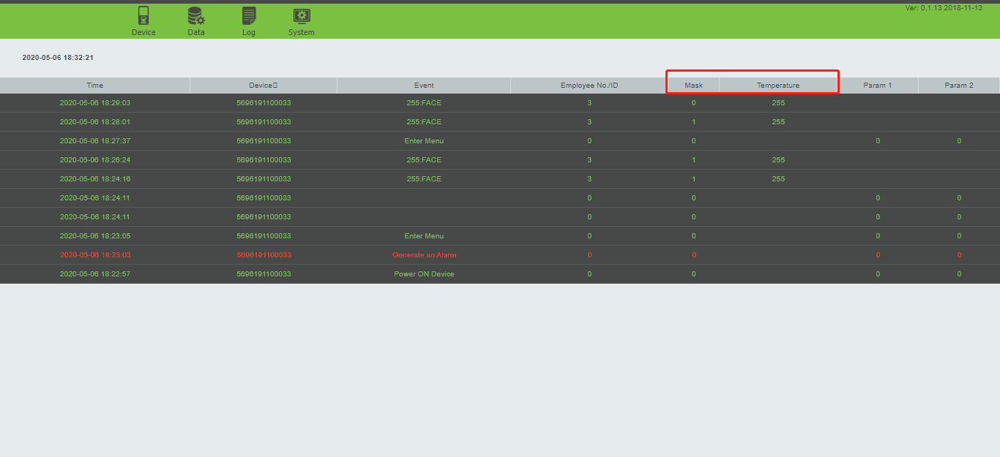 Ver: 0.1.13 2018-11-13
Device Data Log System
2020-05-06 18:32:21
Time Device Event Employee No./ID Mask Temperature Param 1 Param 2
2020-05-06 18:29:03 5696191100033 255:FACE 3 0 255
2020-05-06 18:28:01 5696191100033 255:FACE 3 1 255
2020-05-06 18:27:37 5696191100033 Enter Menu 0 0 0 0
2020-05-06 18:26:24 5696191100033 255:FACE 3 1 255
2020-05-06 18:24:16 5696191100033 255:FACE 3 1 255
2020-05-06 18:24:11 5696191100033 0 0 0 0
2020-05-06 18:24:11 5696191100033 0 0 0 0
2020-05-06 18:23:05 5696191100033 Enter Menu 0 0 0 0
2020-05-06 18:23:03 5696191100033 Generate an Alarm 0 0 0 0
2020-05-06 18:22:57 5696191100033 Power ON Device 0 0 0 0